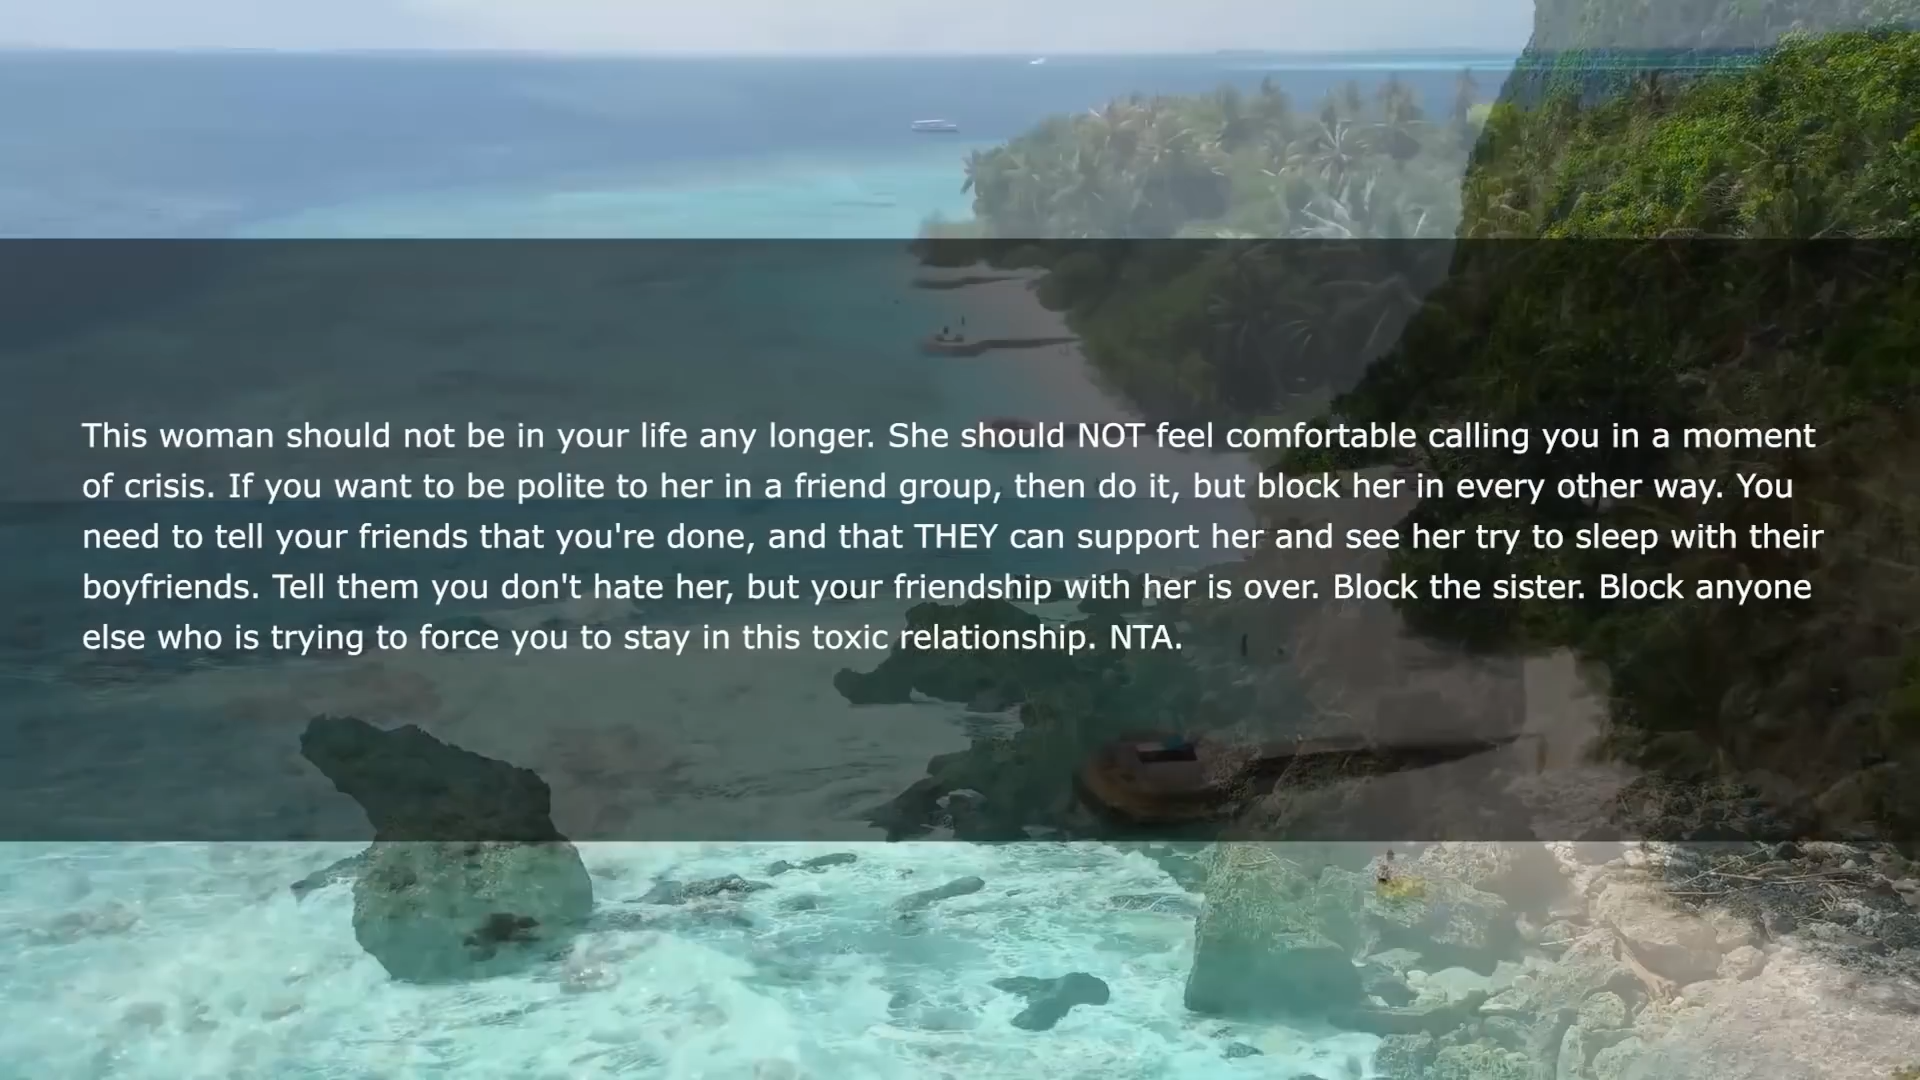 This woman should not be in your life any longer. She should NOT feel comfortable calling you in a moment
of crisis. If you want to be polite to her in a friend group, then do it, but block her in every other way. You
need to tell your friends that you're done, and that THEY can support her and see her try to sleep with their
boyfriends. Tell them you don't hate her, but your friendship with her is over. Block the sister. Block anyone
else who is trying to force you to stay in this toxic relationship. NTA.